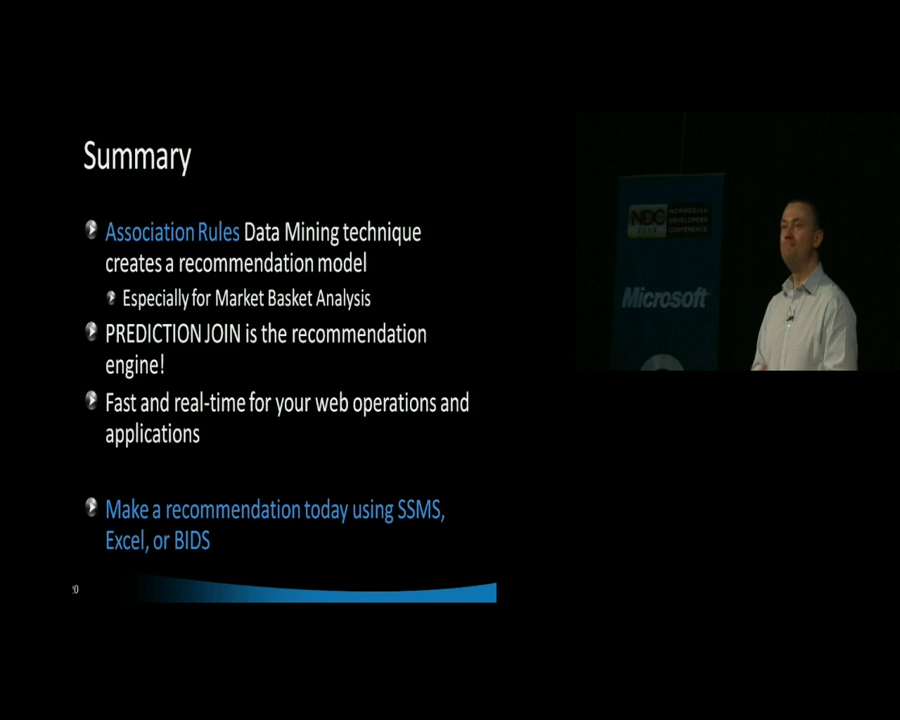 Summary
Association Rules Data Mining technique
creates a recommendation model
Especially for Market Basket Analysis
PREDICTION JOIN is the recommendation
engine!
Fast and real-time for your web operations and
applications
Make a recommendation today using SSMS,
Excel, or BIDS
NDC
NORWEGIAN
DEVELOPERS
CONFERENCE
Microsoft